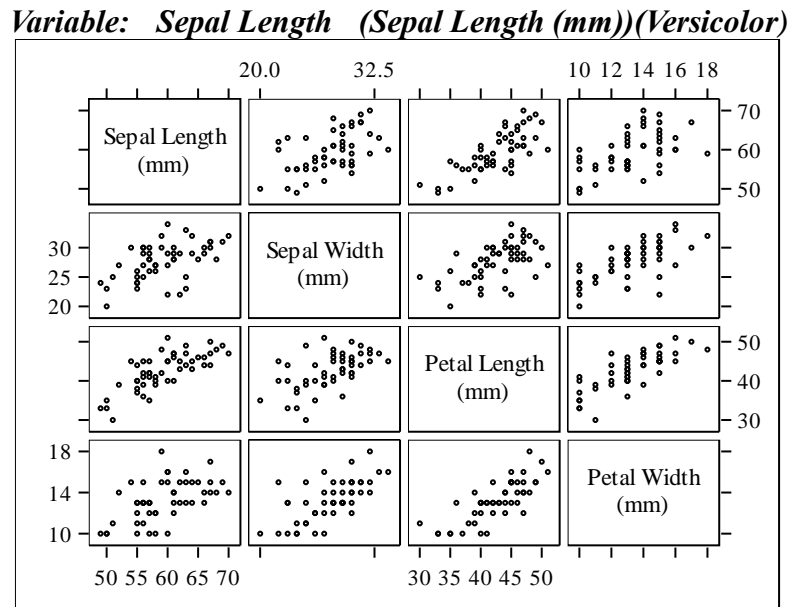 Variable: Sepal Length (Sepal Length (mm))(Versicolor)
20.0 32.5 10 12 14 16 18
Sepal Length
(mm)
70
60
50
30
25
20
Sepal Width
(mm)
Petal Length
(mm)
50
40
30
18
14
10
Petal Width
(mm)
50 55 60 65 70 30 35 40 45 50